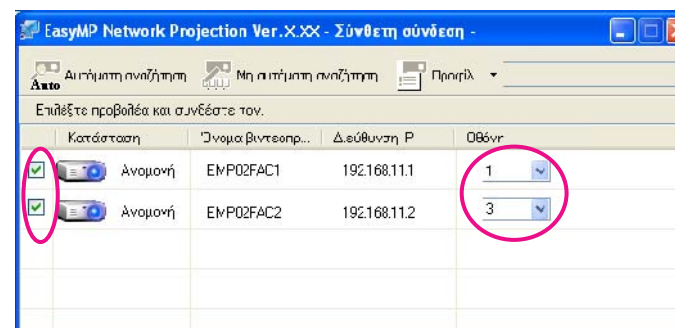 EasyMP Network Projection Ver.X.XX - Σύνθετη σύνδεση -
Auto Αυτόματη αναζήτηση Μη αυτόματη αναζήτηση Προφίλ
Επιλέξτε προβολέα και συνδέστε τον.
Κατάσταση Όνομα βιντεοπρ... Διεύθυνση IP Οθόνη
Αναμονή EMP02FAC1 192.168.11.1 1
Αναμονή EMP02FAC2 192.168.11.2 3